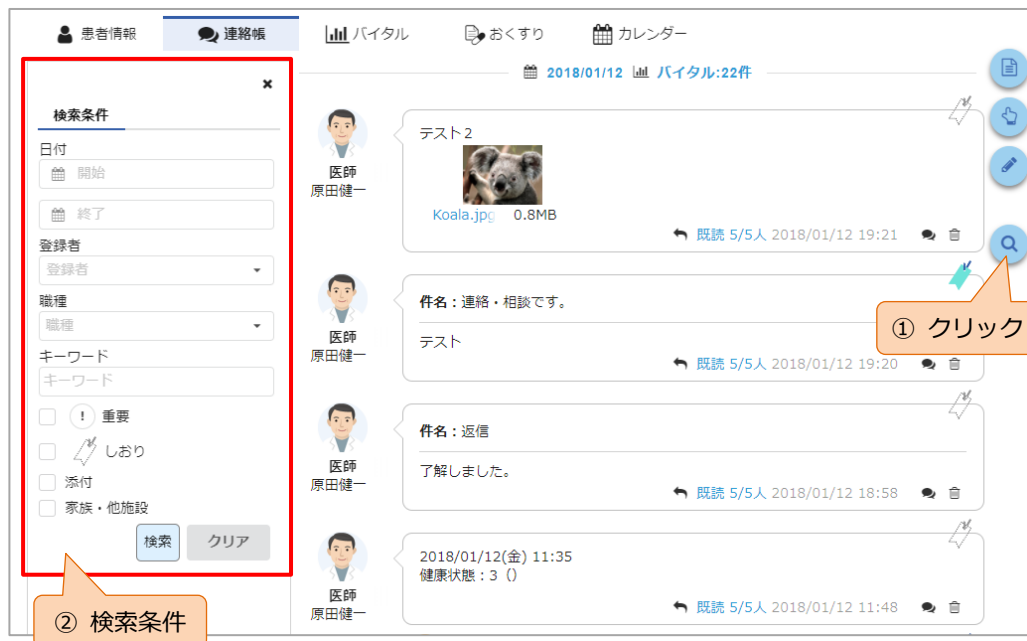 患者情報 連絡帳 バイタル おくすり カレンダー
2018/01/12 バイタル:22件
検索条件
日付
開始
終了
登録者
登録者
職種
職種
キーワード
キーワード
! 重要
しおり
添付
家族・他施設
検索 クリア
② 検索条件
医師
原田健一
テスト2
Koala.jpg 0.8MB
既読 5/5人 2018/01/12 19:21
医師
原田健一
件名:連絡・相談です。
テスト
既読 5/5人 2018/01/12 19:20
医師
原田健一
件名:返信
了解しました。
既読 5/5人 2018/01/12 18:58
医師
原田健一
2018/01/12(金) 11:35
健康状態:3 ()
既読 5/5人 2018/01/12 11:48
① クリック